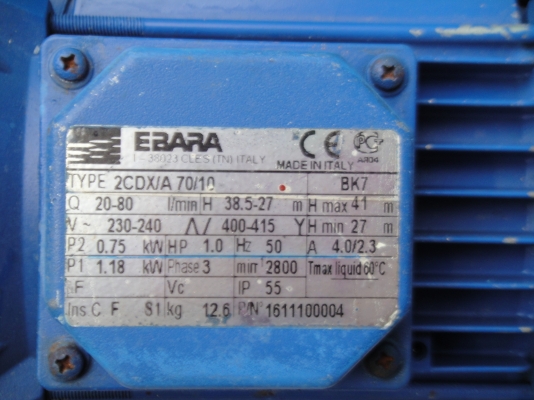 EBARA
I - 38023 CLES (TN) ITALY
CE
MADE IN ITALY
TYPE 2CDX/A 70/10 BK7
Q 20-80 l/min H 38.5-27 m H max 41 m
V ~ 230-240 Δ / 400-415 Y H min 27 m
P2 0.75 kW HP 1.0 Hz 50 A 4.0/2.3
P1 1.18 kW Phase 3 min⁻¹ 2800 Tmax liquid 60°C
µF Vc IP 55
Ins C F S1 kg 12.6 P/N° 1611100004